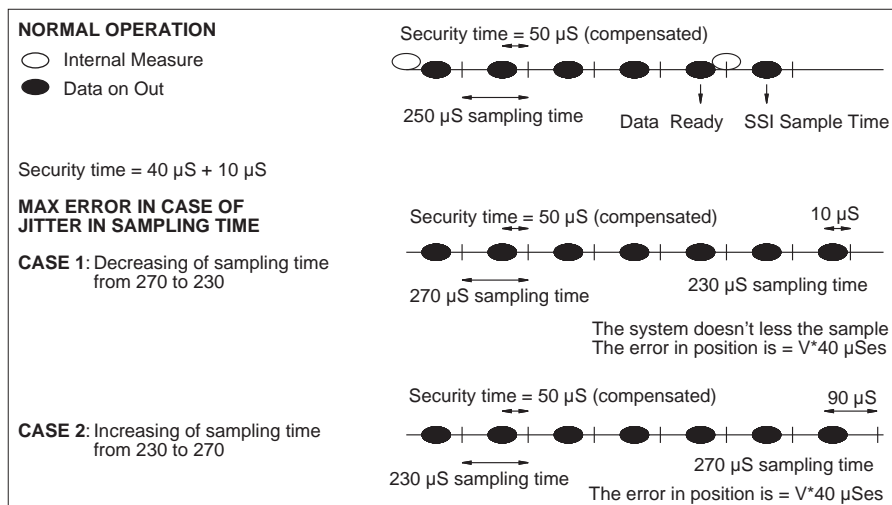 NORMAL OPERATION
Internal Measure
Data on Out
Security time = 50 µS (compensated)
250 µS sampling time
Data Ready
SSI Sample Time
Security time = 40 µS + 10 µS
MAX ERROR IN CASE OF
JITTER IN SAMPLING TIME
CASE 1: Decreasing of sampling time
from 270 to 230
Security time = 50 µS (compensated)
10 µS
270 µS sampling time
230 µS sampling time
The system doesn't less the sample
The error in position is = V*40 µSes
CASE 2: Increasing of sampling time
from 230 to 270
Security time = 50 µS (compensated)
90 µS
230 µS sampling time
270 µS sampling time
The error in position is = V*40 µSes